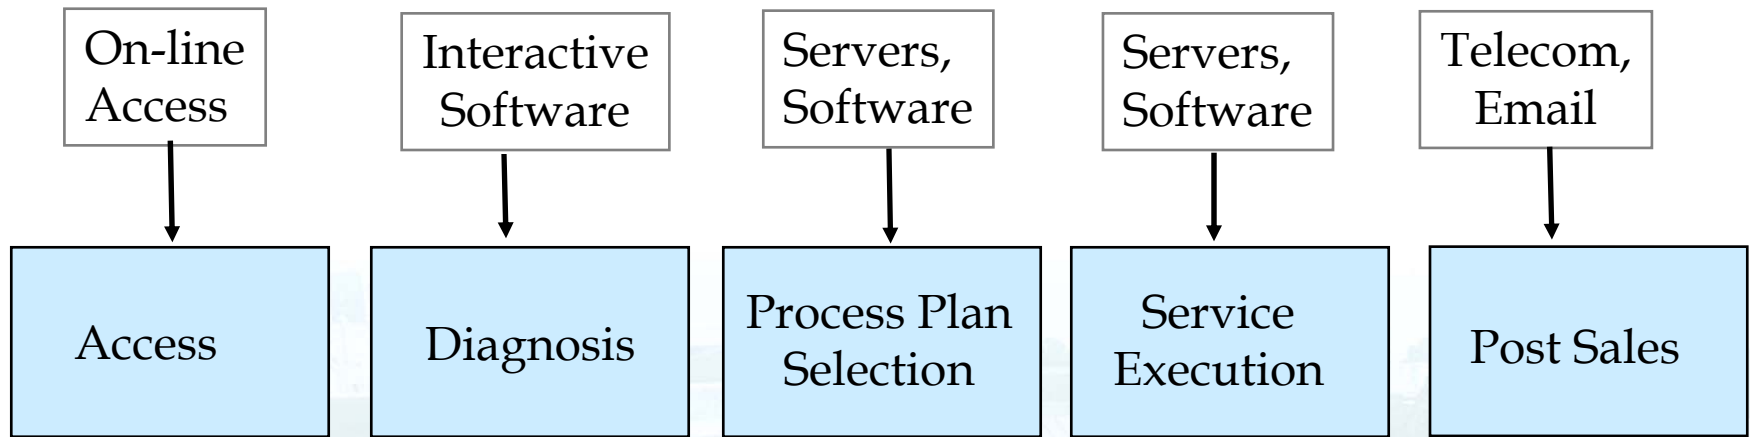 On-line
Access
Interactive
Software
Servers,
Software
Servers,
Software
Telecom,
Email
Access
Diagnosis
Process Plan
Selection
Service
Execution
Post Sales